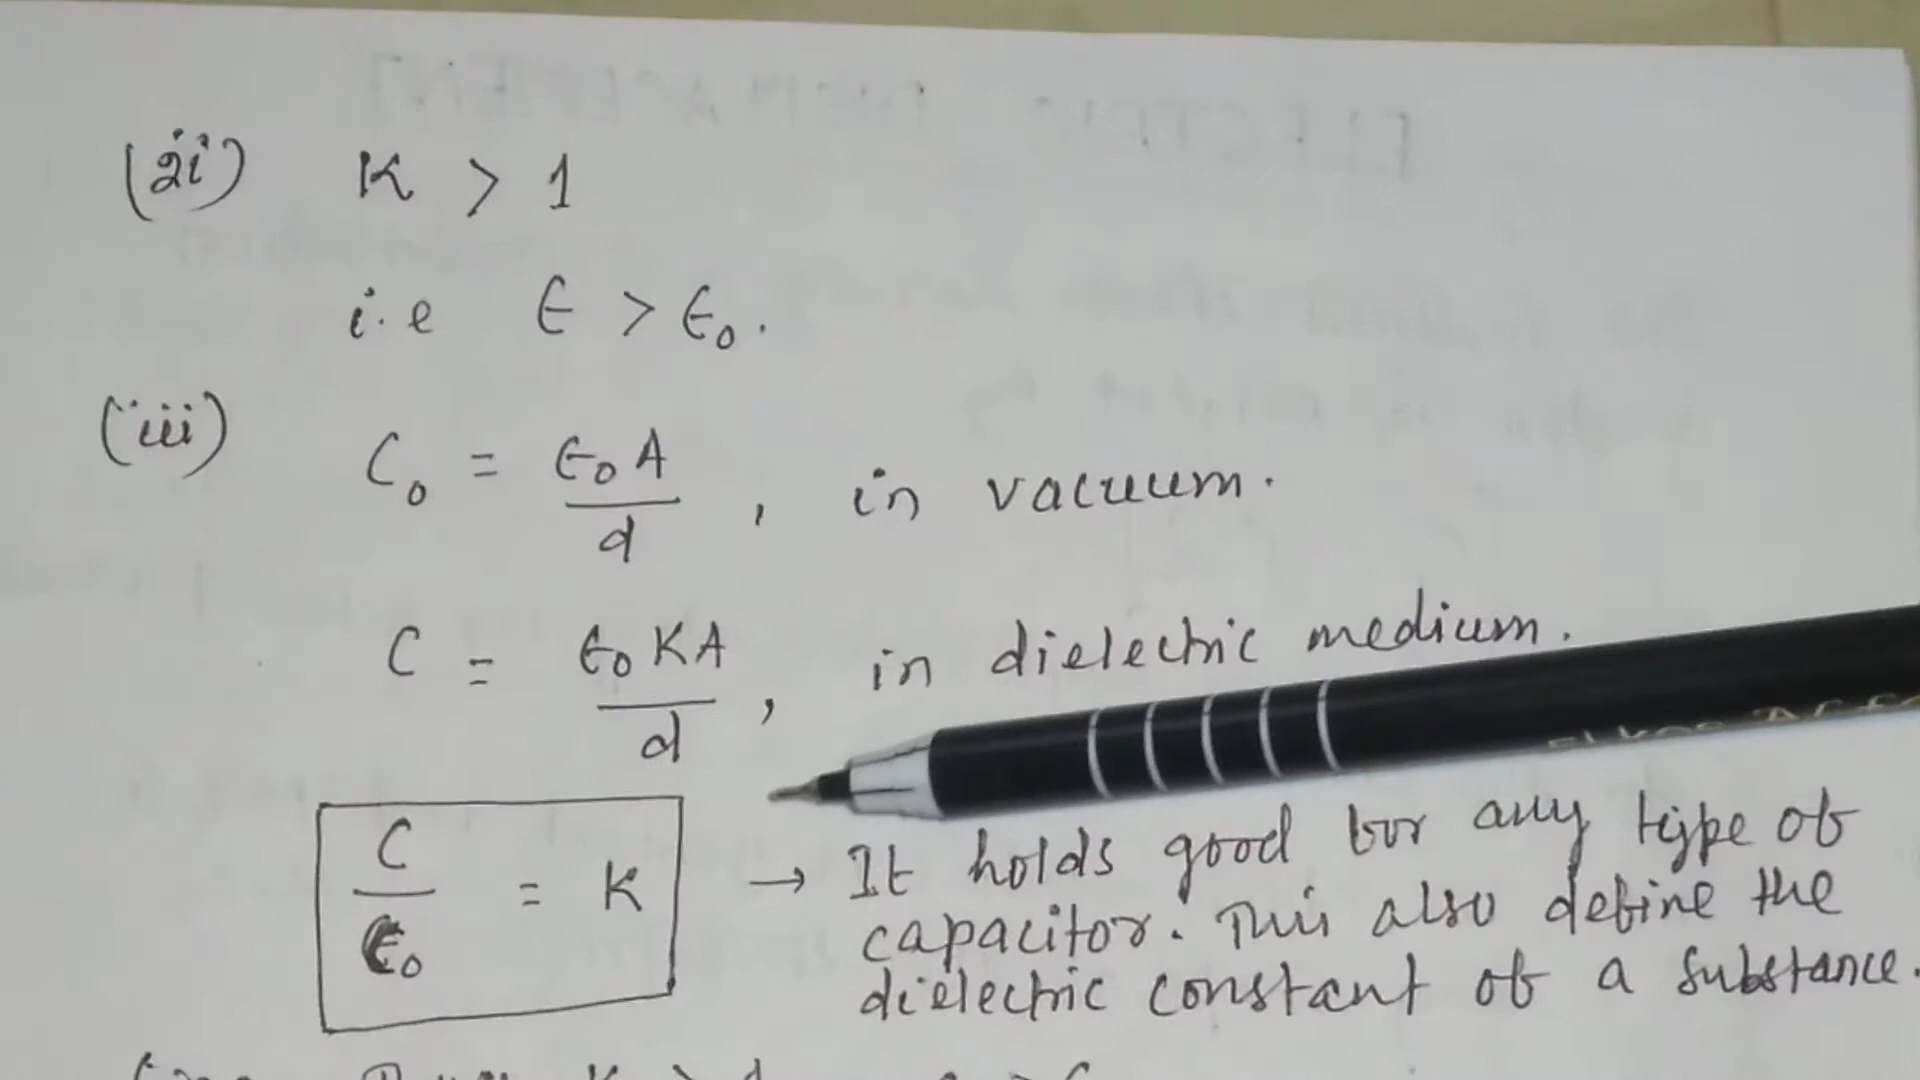 (ii) K > 1
i.e ϵ > ϵ₀.
(iii) C₀ = ϵ₀A/d, in vacuum.
C = ϵ₀KA/d, in dielectric medium.
C/C₀ = K → It holds good for any type of
capacitor. This also define the
dielectric constant of a substance.